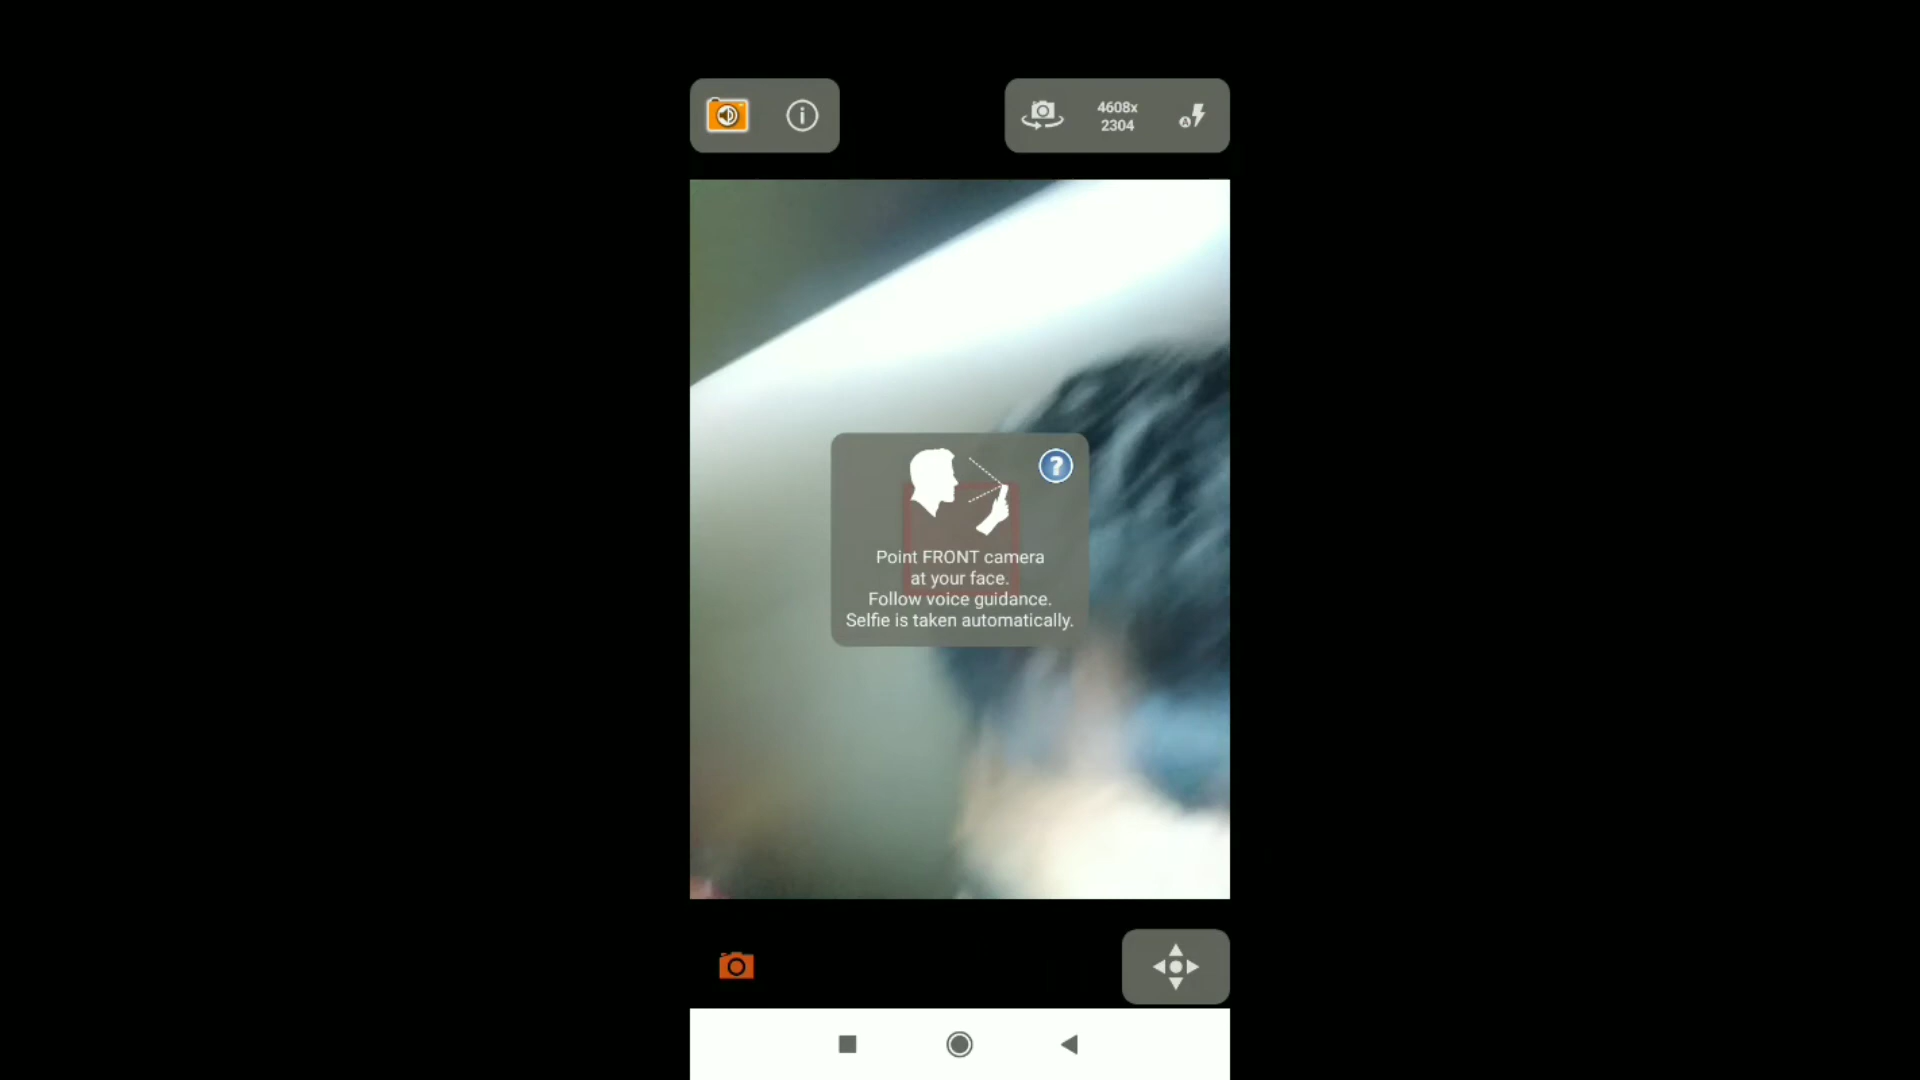 4608x
2304
Point FRONT camera
at your face.
Follow voice guidance.
Selfie is taken automatically.